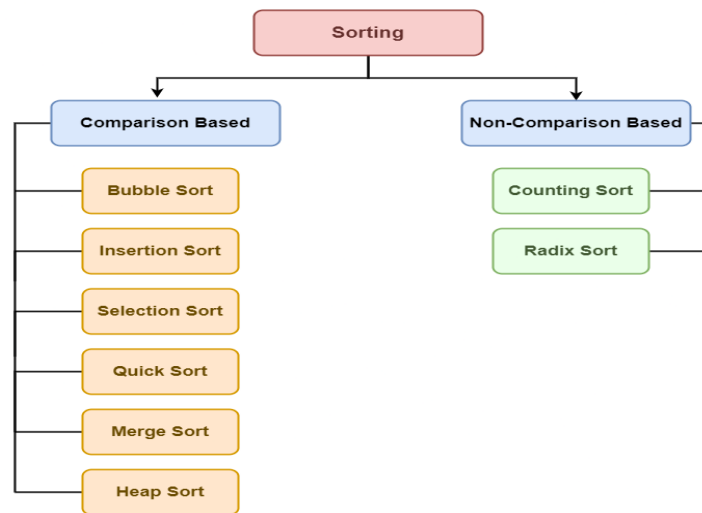 Sorting
Comparison Based
Non-Comparison Based
Bubble Sort
Counting Sort
Insertion Sort
Radix Sort
Selection Sort
Quick Sort
Merge Sort
Heap Sort